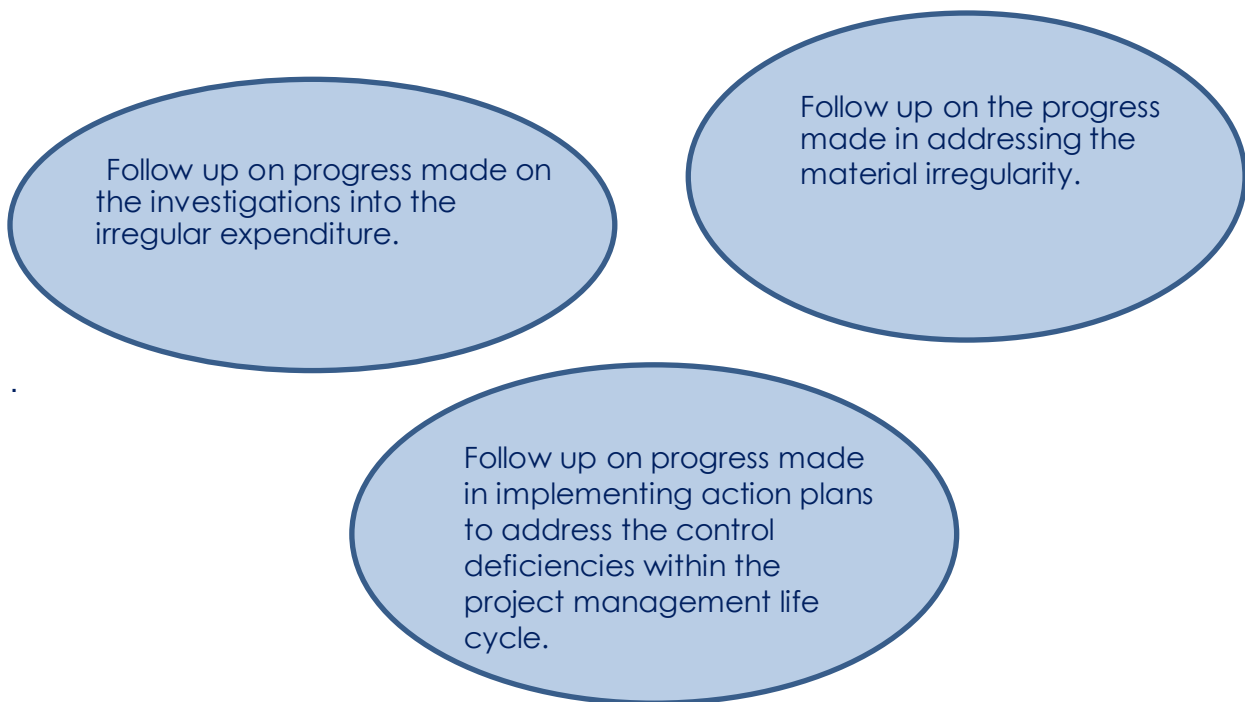 Follow up on progress made on
the investigations into the
irregular expenditure.
Follow up on the progress
made in addressing the
material irregularity.
.
Follow up on progress made
in implementing action plans
to address the control
deficiencies within the
project management life
cycle.